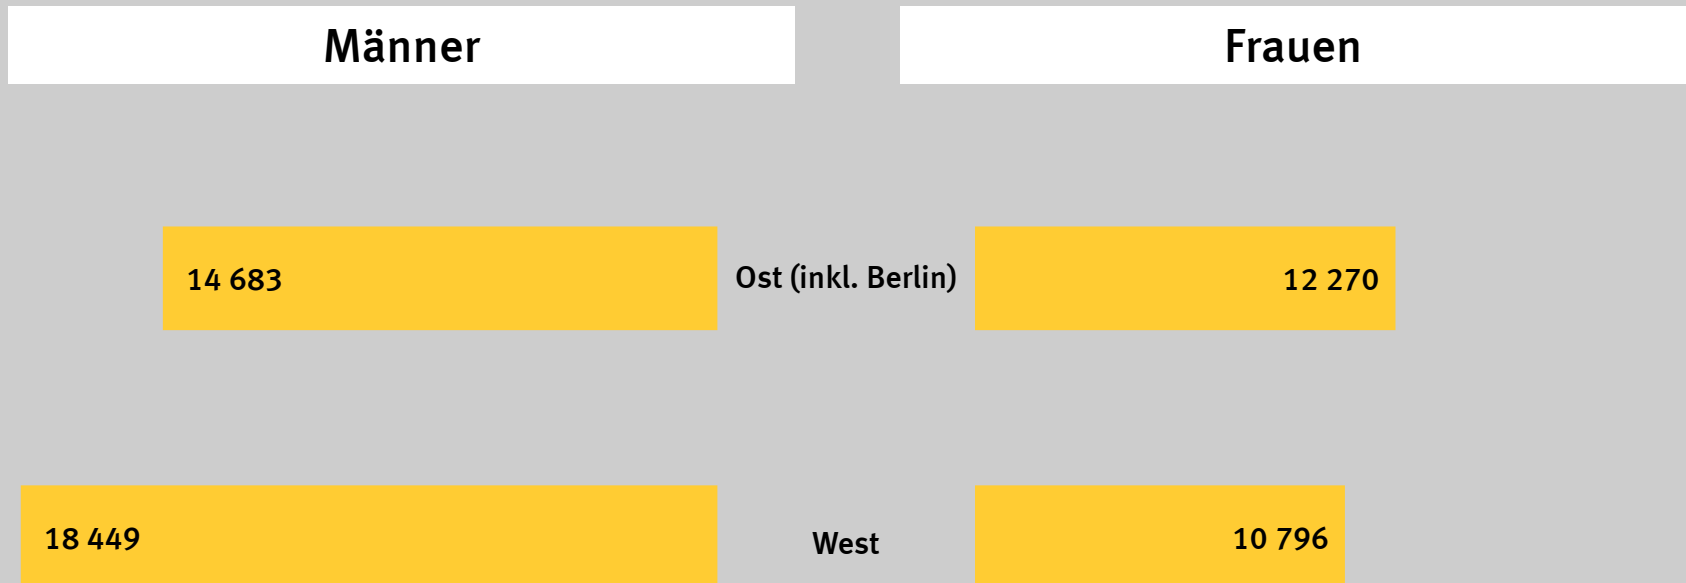 Männer
Frauen
14 683
Ost (inkl. Berlin)
12 270
18 449
West
10 796